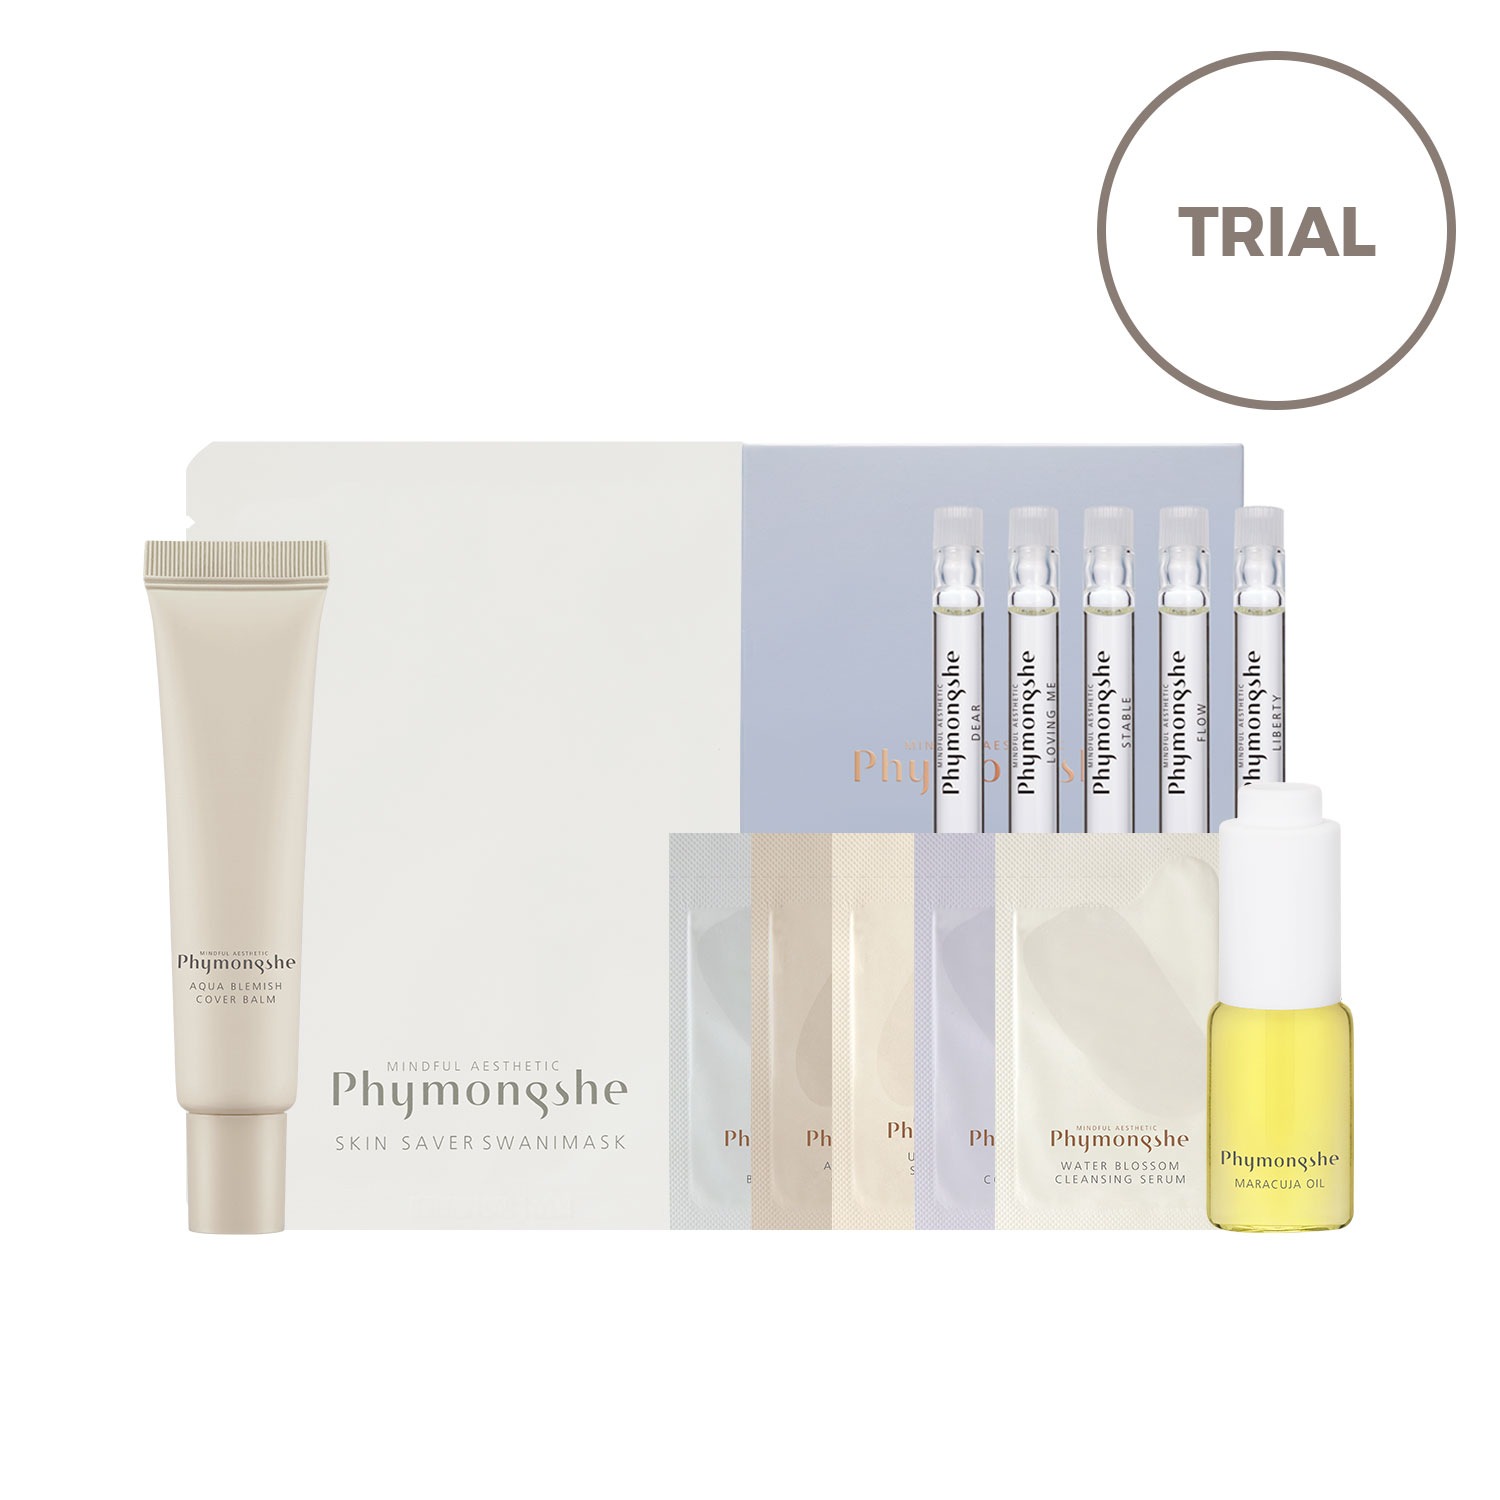 TRIAL
MINDFUL AESTHETIC
Phymongshe
DEAR
MINDFUL AESTHETIC
Phymongshe
LOVING ME
MINDFUL AESTHETIC
Phymongshe
STABLE
MINDFUL AESTHETIC
Phymongshe
FLOW
MINDFUL AESTHETIC
Phymongshe
LIBERTY
MINDFUL AESTHETIC
Phymongshe
AQUA BLEMISH
COVER BALM
MINDFUL AESTHETIC
Phymongshe
SKIN SAVER SWANIMASK
MINDFUL AESTHETIC
Phymongshe
WATER BLOSSOM
CLEANSING SERUM
Phymongshe
MARACUJA OIL